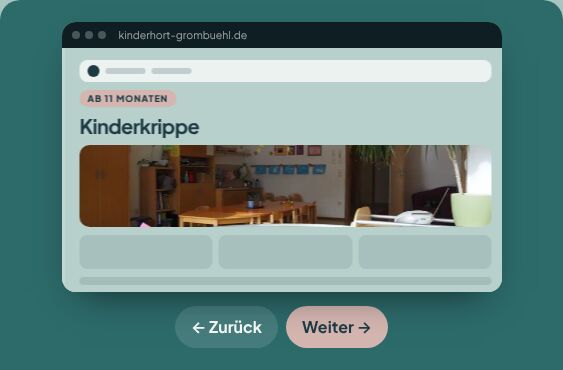 kinderhort-grombuehl.de
AB 11 MONATEN
Kinderkrippe
← Zurück
Weiter →